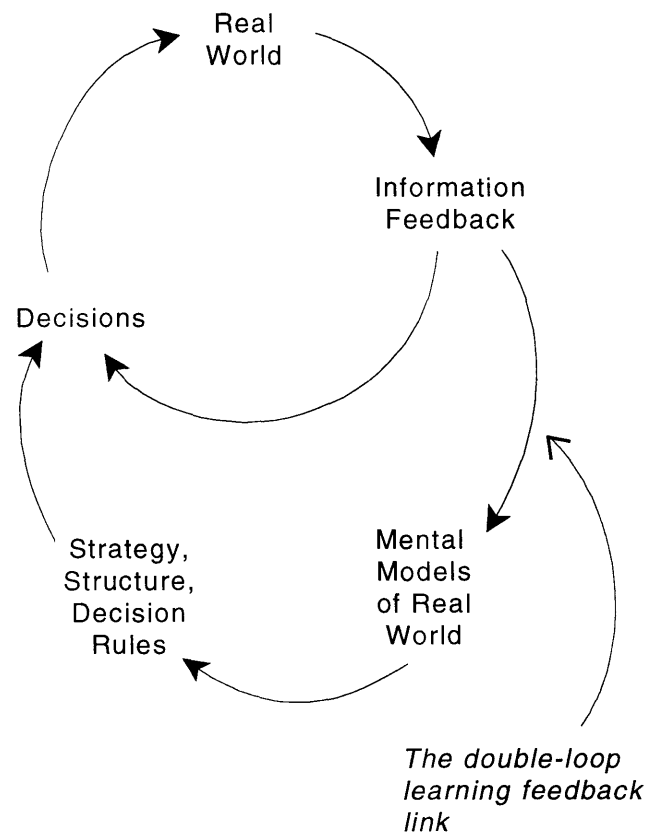 Real
World
Information
Feedback
Decisions
Strategy,
Structure,
Decision
Rules
Mental
Models
of Real
World
The double-loop
learning feedback
link